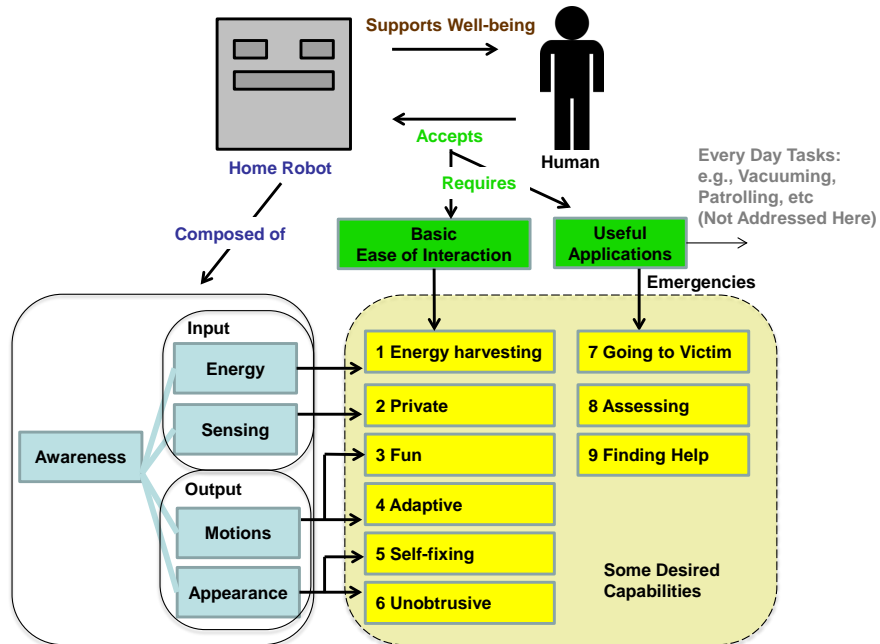 Supports Well-being
Accepts
Human
Home Robot
Requires
Every Day Tasks:
e.g., Vacuuming,
Patrolling, etc
(Not Addressed Here)
Composed of
Basic
Ease of Interaction
Useful
Applications
Emergencies
Input
Energy
Sensing
Awareness
Output
Motions
Appearance
1 Energy harvesting
2 Private
3 Fun
4 Adaptive
5 Self-fixing
6 Unobtrusive
7 Going to Victim
8 Assessing
9 Finding Help
Some Desired
Capabilities